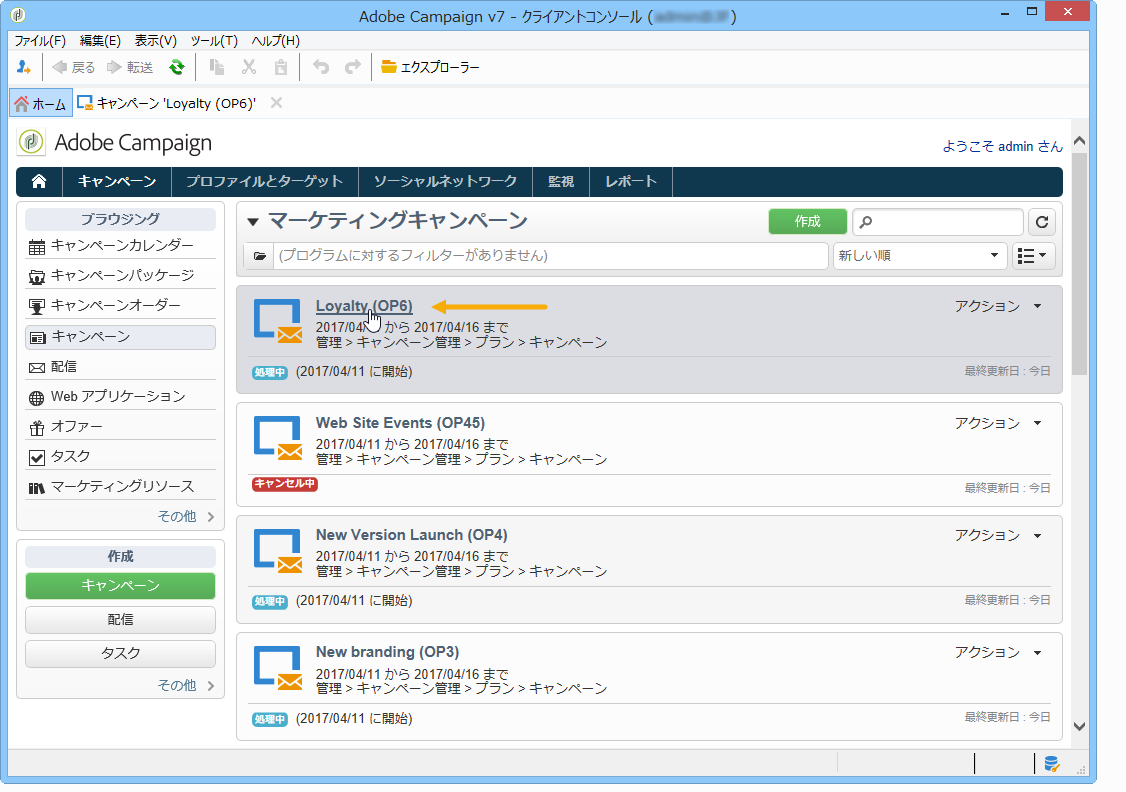 Adobe Campaign v7 - クライアントコンソール ( )
ファイル(F) 編集(E) 表示(V) ツール(T) ヘルプ(H)
戻る 転送 エクスプローラー
ホーム キャンペーン 'Loyalty (OP6)'
Adobe Campaign
ようこそ admin さん
キャンペーン プロファイルとターゲット ソーシャルネットワーク 監視 レポート
ブラウジング
キャンペーンカレンダー
キャンペーンパッケージ
キャンペーンオーダー
キャンペーン
配信
Web アプリケーション
オファー
タスク
マーケティングリソース
その他
作成
キャンペーン
配信
タスク
その他
マーケティングキャンペーン 作成
(プログラムに対するフィルターがありません) 新しい順
Loyalty (OP6) アクション
2017/04/ から 2017/04/16 まで
管理 > キャンペーン管理 > プラン > キャンペーン
処理中 (2017/04/11 に開始) 最終更新日 : 今日
Web Site Events (OP45) アクション
2017/04/11 から 2017/04/16 まで
管理 > キャンペーン管理 > プラン > キャンペーン
キャンセル中 最終更新日 : 今日
New Version Launch (OP4) アクション
2017/04/11 から 2017/04/16 まで
管理 > キャンペーン管理 > プラン > キャンペーン
処理中 (2017/04/11 に開始) 最終更新日 : 今日
New branding (OP3) アクション
2017/04/11 から 2017/04/16 まで
管理 > キャンペーン管理 > プラン > キャンペーン
処理中 (2017/04/11 に開始) 最終更新日 : 今日